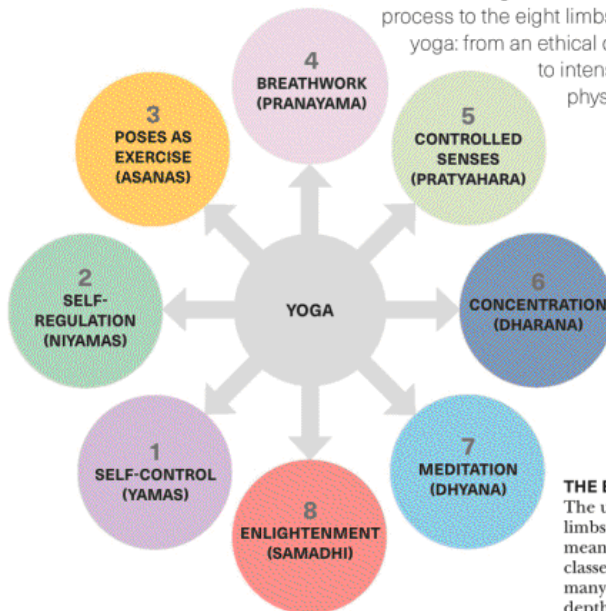 process to the eight limbs
yoga: from an ethical
to intens
phys
4
BREATHWORK
(PRANAYAMA)
3
POSES AS
EXERCISE
(ASANAS)
5
CONTROLLED
SENSES
(PRATYAHARA)
2
SELF-
REGULATION
(NIYAMAS)
YOGA
6
CONCENTRATION
(DHARANA)
1
SELF-CONTROL
(YAMAS)
7
MEDITATION
(DHYANA)
8
ENLIGHTENMENT
(SAMADHI)
THE
The
limbs
mean
classe
many
depth